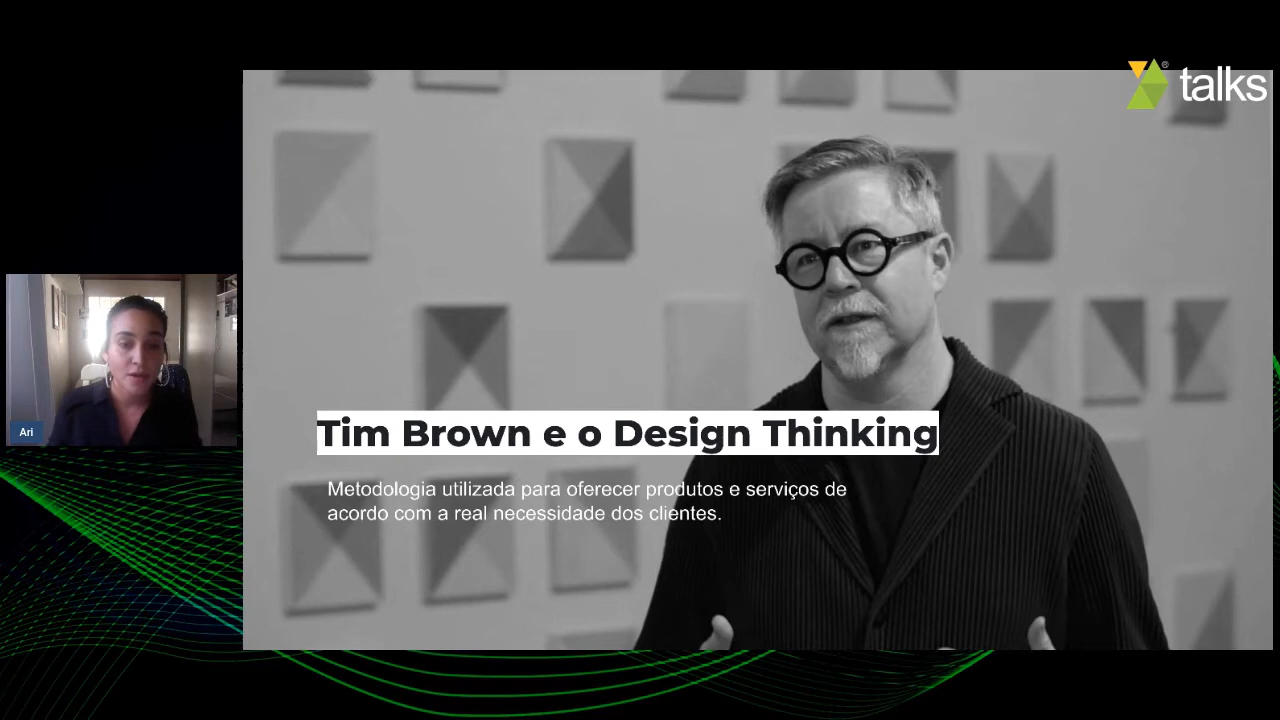 ® talks
Tim Brown e o Design Thinking
Metodologia utilizada para oferecer produtos e serviços de
acordo com a real necessidade dos clientes.
Ari